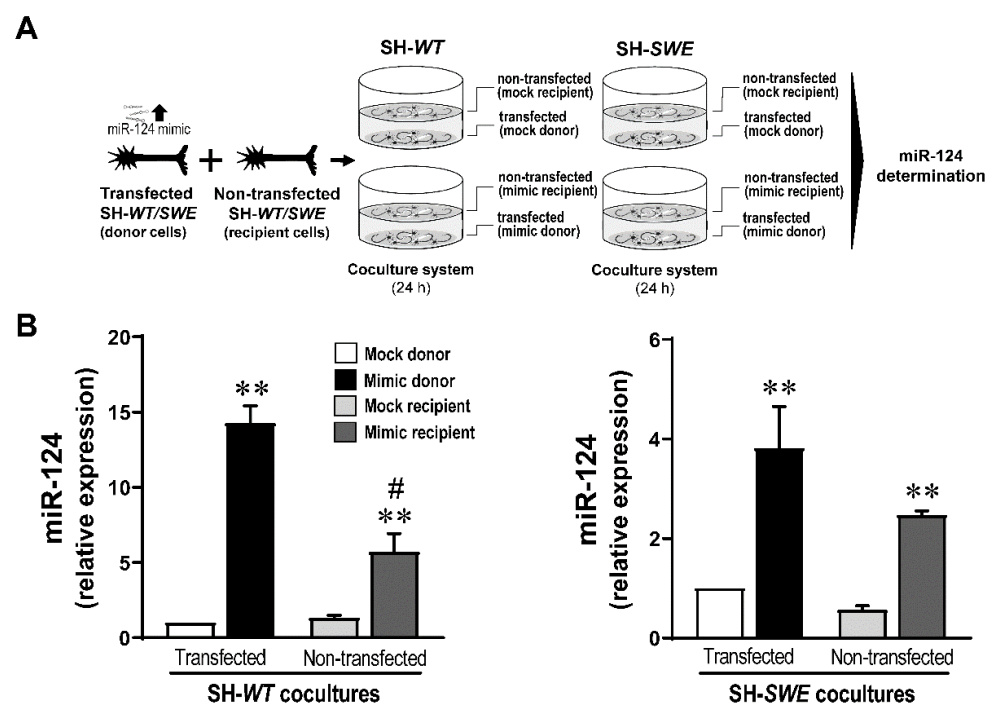 A
SH-WT
SH-SWE
miR-124 mimic
Transfected
SH-WT/SWE
(donor cells)
Non-transfected
SH-WT/SWE
(recipient cells)
non-transfected
(mock recipient)
transfected
(mock donor)
non-transfected
(mimic recipient)
transfected
(mimic donor)
Coculture system
(24 h)
non-transfected
(mock recipient)
transfected
(mock donor)
non-transfected
(mimic recipient)
transfected
(mimic donor)
Coculture system
(24 h)
miR-124
determination
B
miR-124
(relative expression)
20
15
10
5
0
**
#
**
Mock donor
Mimic donor
Mock recipient
Mimic recipient
Transfected
Non-transfected
SH-WT cocultures
miR-124
(relative expression)
6
4
2
0
**
**
Transfected
Non-transfected
SH-SWE cocultures